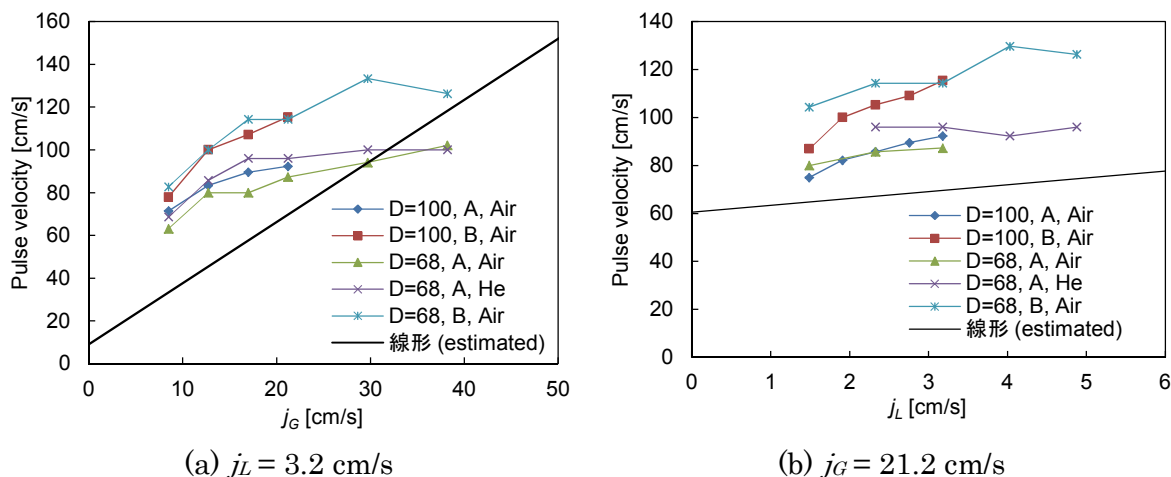 160
140
120
100
80
60
40
20
0
Pulse velocity [cm/s]
D=100, A, Air
D=100, B, Air
D=68, A, Air
D=68, A, He
D=68, B, Air
線形 (estimated)
0 10 20 30 40 50
jG [cm/s]
(a) jL = 3.2 cm/s
140
120
100
80
60
40
20
0
Pulse velocity [cm/s]
D=100, A, Air
D=100, B, Air
D=68, A, Air
D=68, A, He
D=68, B, Air
線形 (estimated)
0 1 2 3 4 5 6
jL [cm/s]
(b) jG = 21.2 cm/s